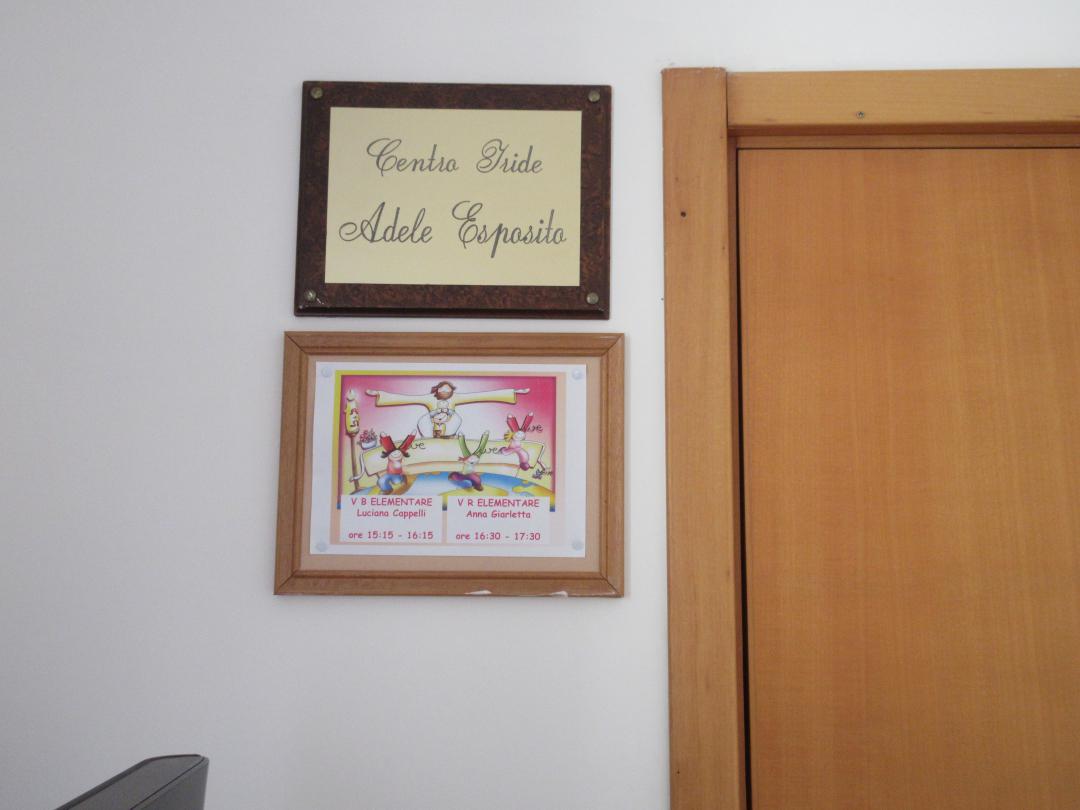 Centro Iride
Adele Esposito
V B ELEMENTARE
Luciana Cappelli
ore 15:15 - 16:15
V R ELEMENTARE
Anna Giarletta
ore 16:30 - 17:30